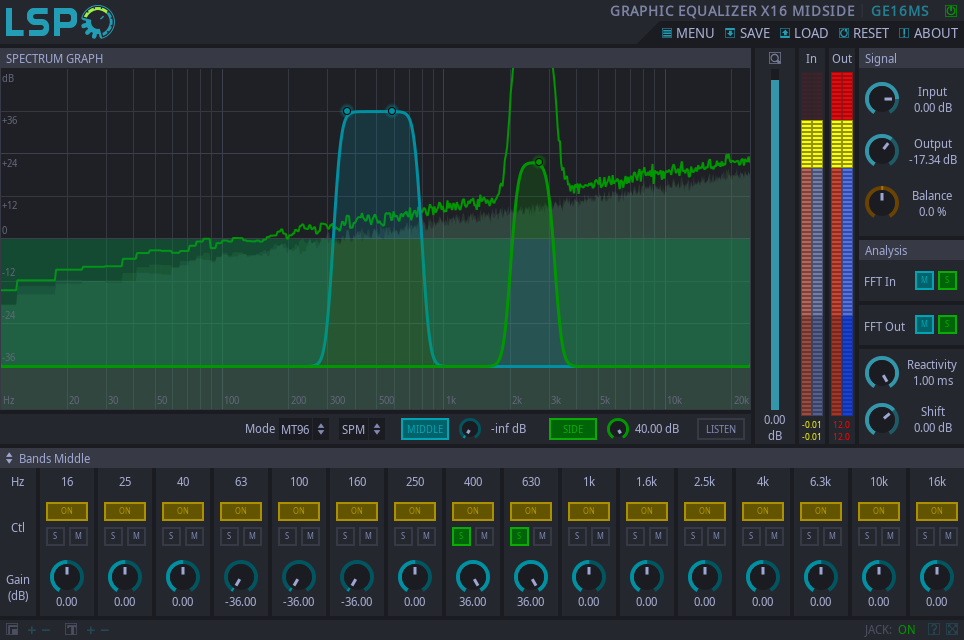 LSP
GRAPHIC EQUALIZER X16 MIDSIDE GE16MS
MENU SAVE LOAD RESET ABOUT
SPECTRUM GRAPH
dB
+36
+24
+12
0
-12
-24
-36
Hz 20 30 50 100 200 300 500 1k 2k 3k 5k 10k 20k
0.00
dB
In Out
-0.01 12.0
-0.01 12.0
Signal
Input
0.00 dB
Output
-17.34 dB
Balance
0.0 %
Analysis
FFT In M S
FFT Out M S
Reactivity
1.00 ms
Shift
0.00 dB
Mode MT96 SPM MIDDLE -inf dB SIDE 40.00 dB LISTEN
Bands Middle
Hz 16 25 40 63 100 160 250 400 630 1k 1.6k 2.5k 4k 6.3k 10k 16k
ON ON ON ON ON ON ON ON ON ON ON ON ON ON ON ON
Ctl
S M S M S M S M S M S M S M S M S M S M S M S M S M S M S M S M
Gain
(dB)
0.00 0.00 0.00 -36.00 -36.00 -36.00 0.00 36.00 36.00 0.00 0.00 0.00 0.00 0.00 0.00 0.00
JACK: ON